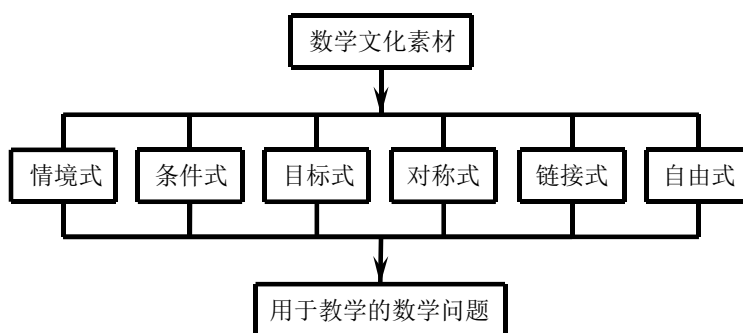 数学文化素材
情境式
条件式
目标式
对称式
链接式
自由式
用于教学的数学问题